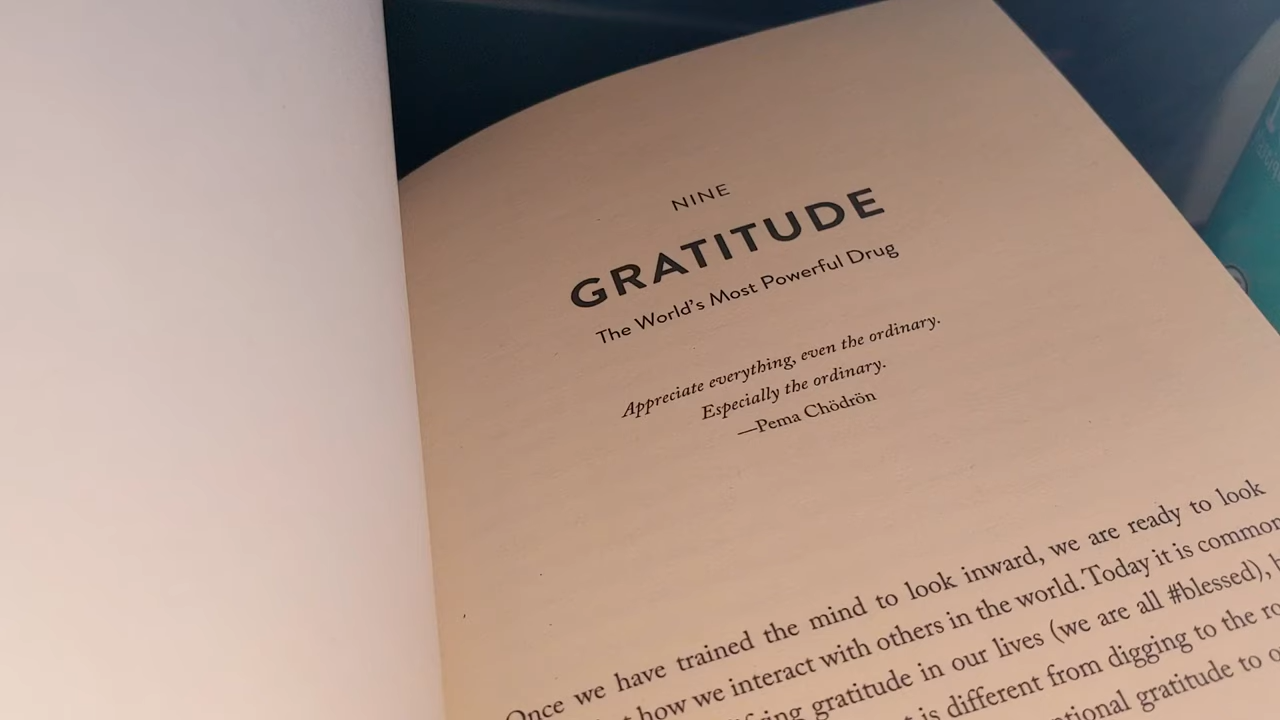 NINE
GRATITUDE
The World's Most Powerful Drug
Appreciate everything, even the ordinary.
Especially the ordinary.
—Pema Chödrön
Once we have trained the mind to look inward, we are ready to look
how we interact with others in the world. Today it is common
gratitude in our lives (we are all #blessed),
is different from digging to the
gratitude to